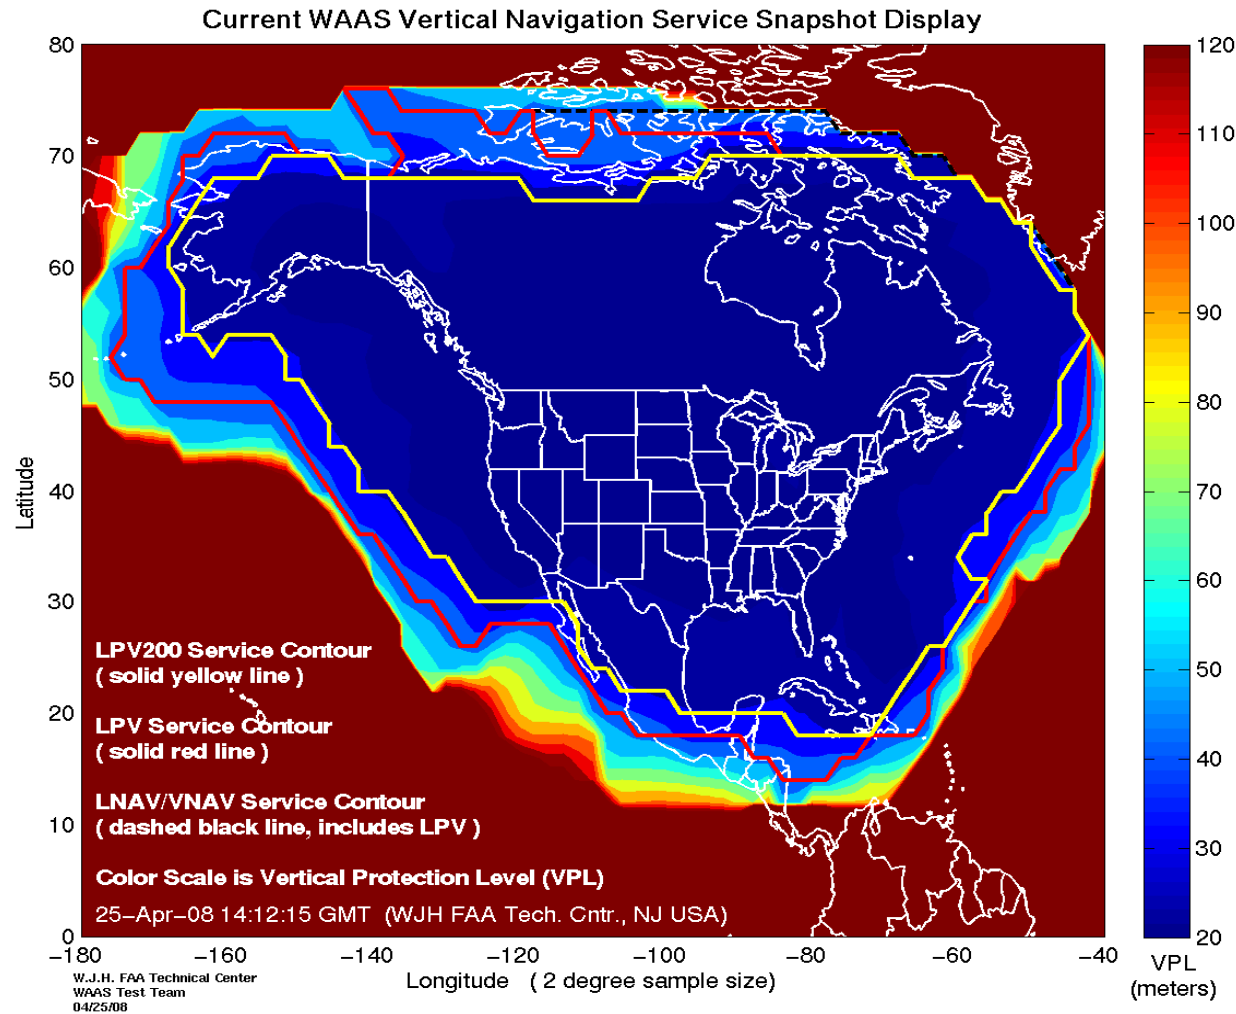 Current WAAS Vertical Navigation Service Snapshot Display
80
70
60
50
40
30
20
10
0
Latitude
LPV200 Service Contour
( solid yellow line )
LPV Service Contour
(solid red line )
LNAV/VNAV Service Contour
( dashed black line, includes LPV )
Color Scale is Vertical Protection Level (VPL)
25-Apr-08 14:12:15 GMT (WJH FAA Tech. Cntr., NJ USA)
-180 -160 -140 -120 -100 -80 -60 -40
Longitude ( 2 degree sample size)
W.J.H. FAA Technical Center
WAAS Test Team
04/25/08
120
110
100
90
80
70
60
50
40
30
20
VPL
(meters)